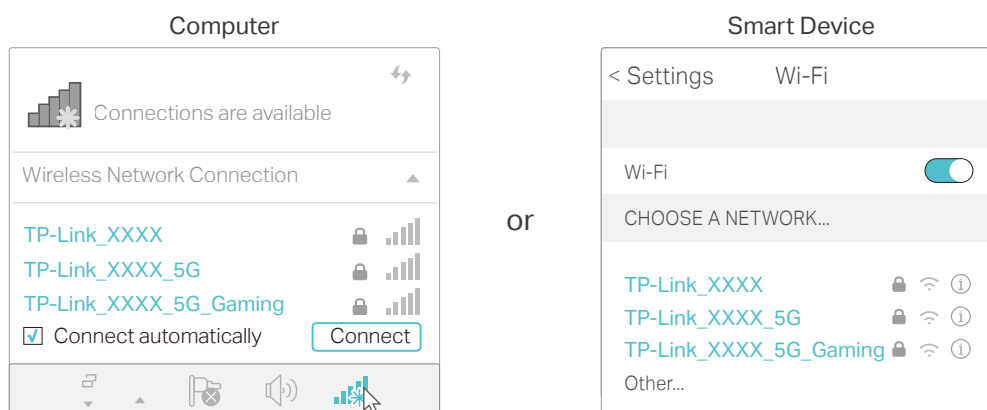 Computer
Connections are available
Wireless Network Connection
TP-Link_XXXX
TP-Link_XXXX_5G
TP-Link_XXXX_5G_Gaming
Connect automatically Connect
or
Smart Device
< Settings Wi-Fi
Wi-Fi
CHOOSE A NETWORK...
TP-Link_XXXX
TP-Link_XXXX_5G
TP-Link_XXXX_5G_Gaming
Other...